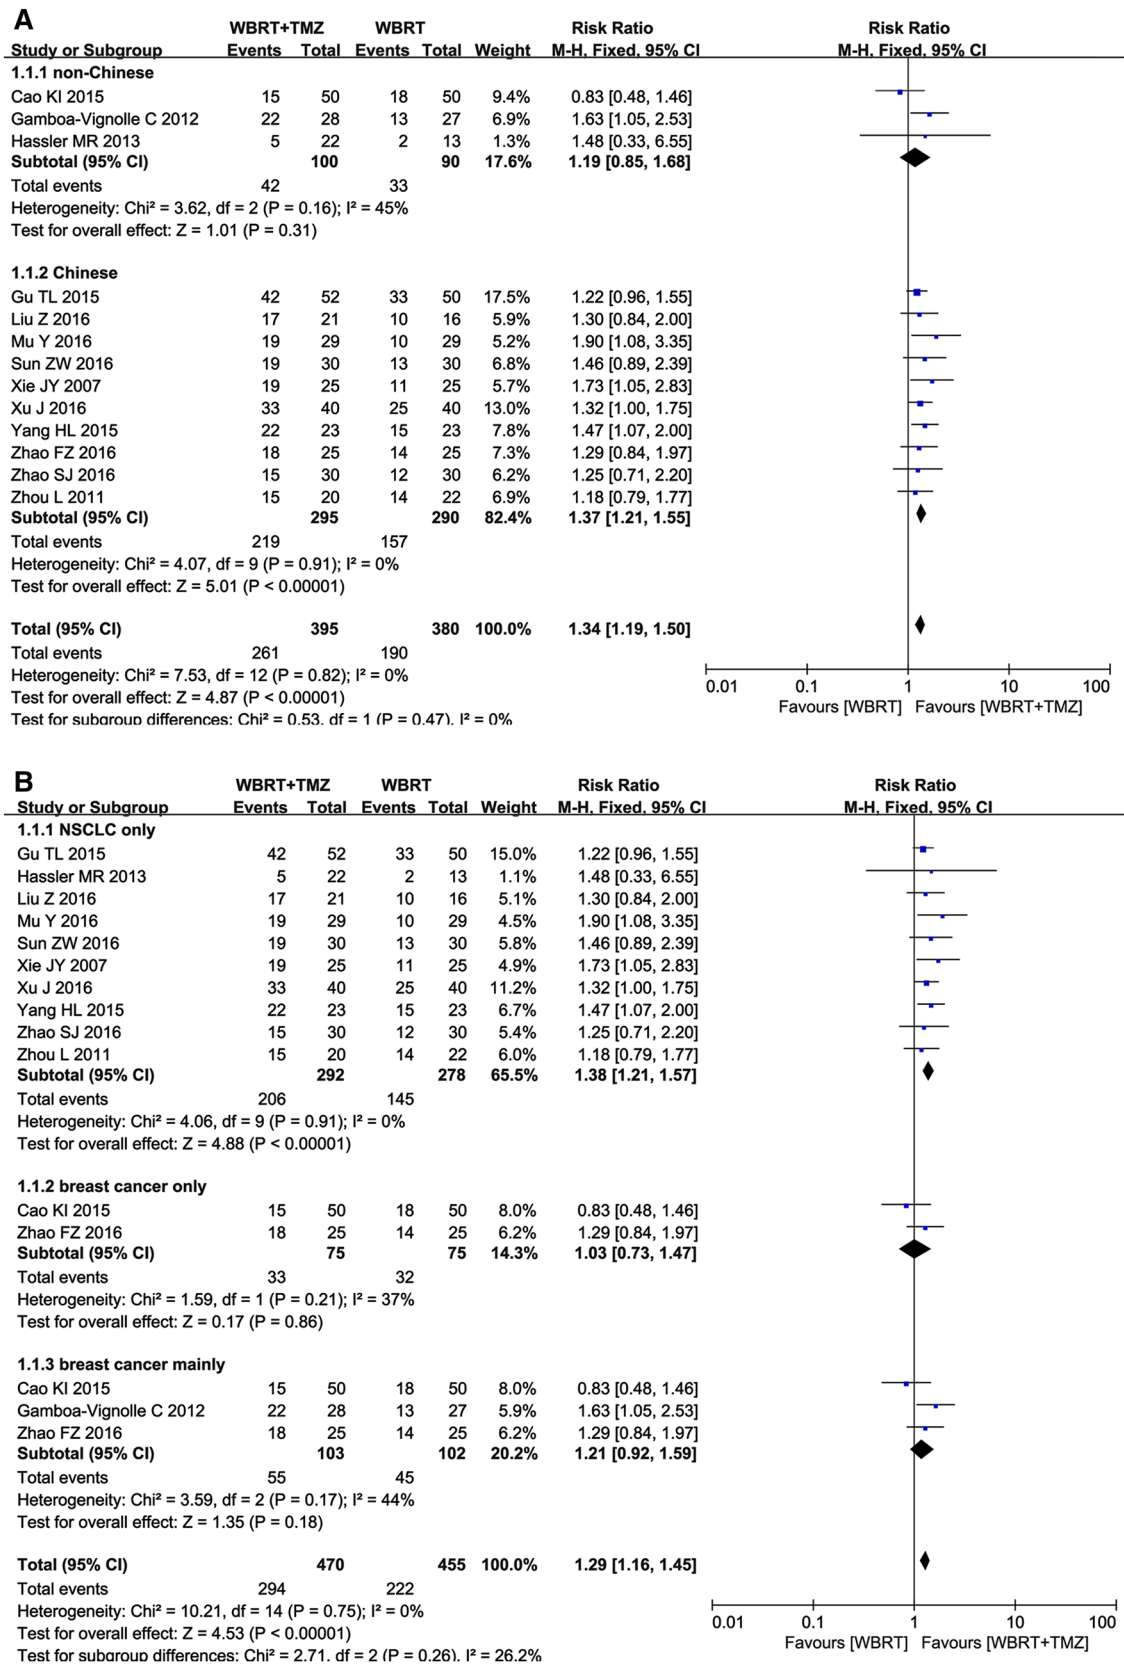 A
WBRT+TMZ WBRT Risk Ratio Risk Ratio
Study or Subgroup Events Total Events Total Weight M-H, Fixed, 95% CI M-H, Fixed, 95% CI
1.1.1 non-Chinese
Cao KI 2015 15 50 18 50 9.4% 0.83 [0.48, 1.46]
Gamboa-Vignolle C 2012 22 28 13 27 6.9% 1.63 [1.05, 2.53]
Hassler MR 2013 5 22 2 13 1.3% 1.48 [0.33, 6.55]
Subtotal (95% CI) 100 90 17.6% 1.19 [0.85, 1.68]
Total events 42 33
Heterogeneity: Chi² = 3.62, df = 2 (P = 0.16); I² = 45%
Test for overall effect: Z = 1.01 (P = 0.31)
1.1.2 Chinese
Gu TL 2015 42 52 33 50 17.5% 1.22 [0.96, 1.55]
Liu Z 2016 17 21 10 16 5.9% 1.30 [0.84, 2.00]
Mu Y 2016 19 29 10 29 5.2% 1.90 [1.08, 3.35]
Sun ZW 2016 19 30 13 30 6.8% 1.46 [0.89, 2.39]
Xie JY 2007 19 25 11 25 5.7% 1.73 [1.05, 2.83]
Xu J 2016 33 40 25 40 13.0% 1.32 [1.00, 1.75]
Yang HL 2015 22 23 15 23 7.8% 1.47 [1.07, 2.00]
Zhao FZ 2016 18 25 14 25 7.3% 1.29 [0.84, 1.97]
Zhao SJ 2016 15 30 12 30 6.2% 1.25 [0.71, 2.20]
Zhou L 2011 15 20 14 22 6.9% 1.18 [0.79, 1.77]
Subtotal (95% CI) 295 290 82.4% 1.37 [1.21, 1.55]
Total events 219 157
Heterogeneity: Chi² = 4.07, df = 9 (P = 0.91); I² = 0%
Test for overall effect: Z = 5.01 (P < 0.00001)
Total (95% CI) 395 380 100.0% 1.34 [1.19, 1.50]
Total events 261 190
Heterogeneity: Chi² = 7.53, df = 12 (P = 0.82); I² = 0%
Test for overall effect: Z = 4.87 (P < 0.00001)
Test for subgroup differences: Chi² = 0.53, df = 1 (P = 0.47), I² = 0%
0.01 0.1 1 10 100
Favours [WBRT] Favours [WBRT+TMZ]
B
WBRT+TMZ WBRT Risk Ratio Risk Ratio
Study or Subgroup Events Total Events Total Weight M-H, Fixed, 95% CI M-H, Fixed, 95% CI
1.1.1 NSCLC only
Gu TL 2015 42 52 33 50 15.0% 1.22 [0.96, 1.55]
Hassler MR 2013 5 22 2 13 1.1% 1.48 [0.33, 6.55]
Liu Z 2016 17 21 10 16 5.1% 1.30 [0.84, 2.00]
Mu Y 2016 19 29 10 29 4.5% 1.90 [1.08, 3.35]
Sun ZW 2016 19 30 13 30 5.8% 1.46 [0.89, 2.39]
Xie JY 2007 19 25 11 25 4.9% 1.73 [1.05, 2.83]
Xu J 2016 33 40 25 40 11.2% 1.32 [1.00, 1.75]
Yang HL 2015 22 23 15 23 6.7% 1.47 [1.07, 2.00]
Zhao SJ 2016 15 30 12 30 5.4% 1.25 [0.71, 2.20]
Zhou L 2011 15 20 14 22 6.0% 1.18 [0.79, 1.77]
Subtotal (95% CI) 292 278 65.5% 1.38 [1.21, 1.57]
Total events 206 145
Heterogeneity: Chi² = 4.06, df = 9 (P = 0.91); I² = 0%
Test for overall effect: Z = 4.88 (P < 0.00001)
1.1.2 breast cancer only
Cao KI 2015 15 50 18 50 8.0% 0.83 [0.48, 1.46]
Zhao FZ 2016 18 25 14 25 6.2% 1.29 [0.84, 1.97]
Subtotal (95% CI) 75 75 14.3% 1.03 [0.73, 1.47]
Total events 33 32
Heterogeneity: Chi² = 1.59, df = 1 (P = 0.21); I² = 37%
Test for overall effect: Z = 0.17 (P = 0.86)
1.1.3 breast cancer mainly
Cao KI 2015 15 50 18 50 8.0% 0.83 [0.48, 1.46]
Gamboa-Vignolle C 2012 22 28 13 27 5.9% 1.63 [1.05, 2.53]
Zhao FZ 2016 18 25 14 25 6.2% 1.29 [0.84, 1.97]
Subtotal (95% CI) 103 102 20.2% 1.21 [0.92, 1.59]
Total events 55 45
Heterogeneity: Chi² = 3.59, df = 2 (P = 0.17); I² = 44%
Test for overall effect: Z = 1.35 (P = 0.18)
Total (95% CI) 470 455 100.0% 1.29 [1.16, 1.45]
Total events 294 222
Heterogeneity: Chi² = 10.21, df = 14 (P = 0.75); I² = 0%
Test for overall effect: Z = 4.53 (P < 0.00001)
Test for subgroup differences: Chi² = 2.71, df = 2 (P = 0.26), I² = 26.2%
0.01 0.1 1 10 100
Favours [WBRT] Favours [WBRT+TMZ]